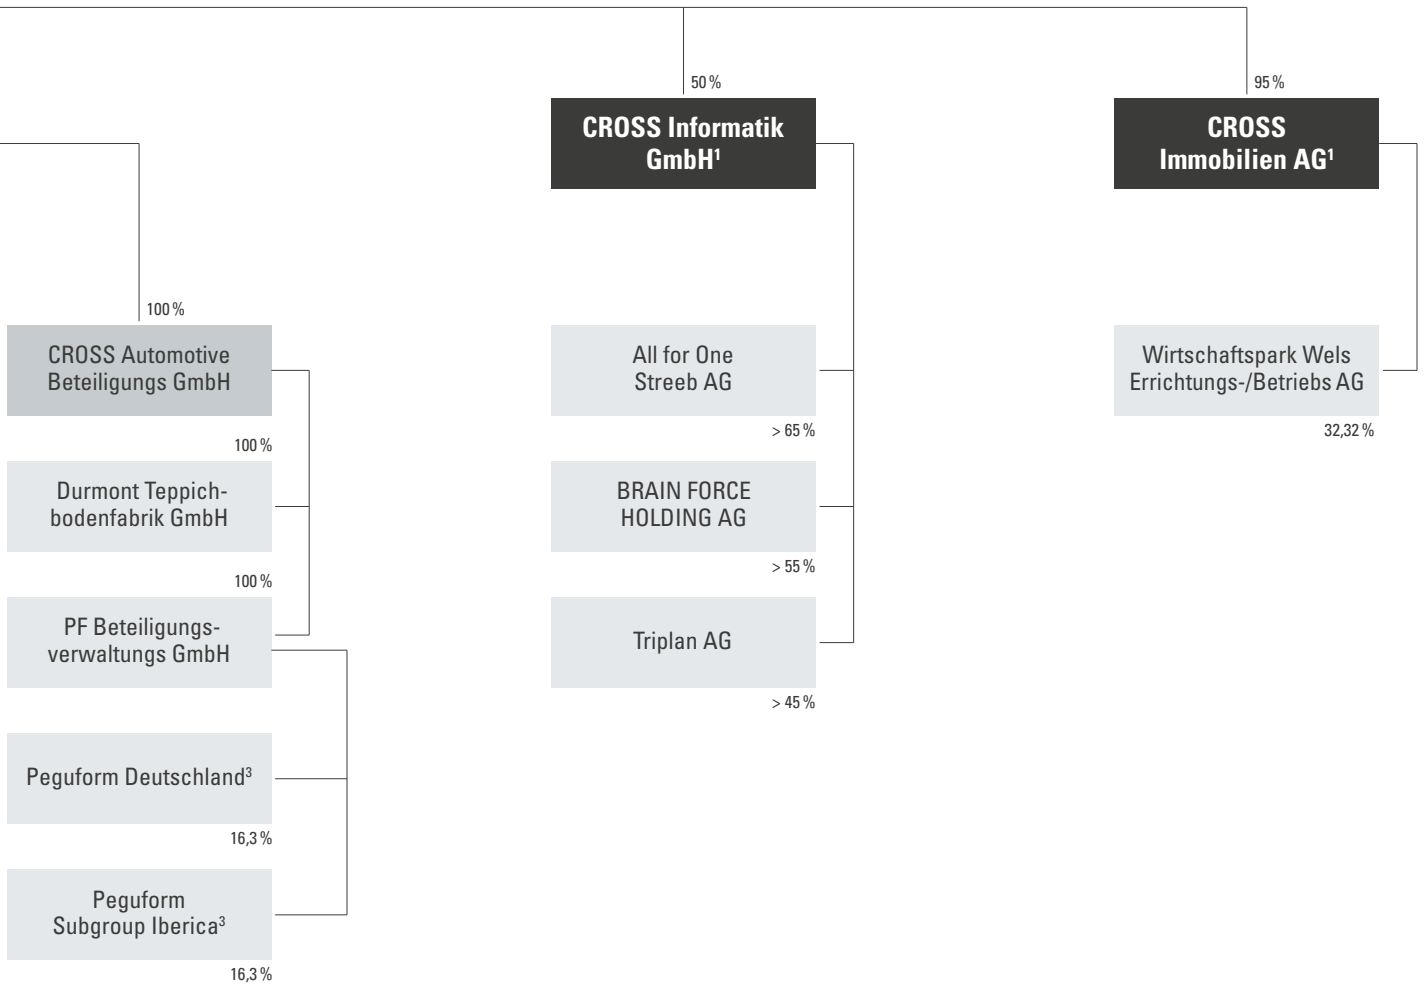 50 %
95 %
CROSS Informatik
GmbH¹
CROSS
Immobilien AG¹
100 %
CROSS Automotive
Beteiligungs GmbH
100 %
Durmont Teppich-
bodenfabrik GmbH
100 %
PF Beteiligungs-
verwaltungs GmbH
Peguform Deutschland³
16,3 %
Peguform
Subgroup Iberica³
16,3 %
All for One
Streeb AG
> 65 %
BRAIN FORCE
HOLDING AG
> 55 %
Triplan AG
> 45 %
Wirtschaftspark Wels
Errichtungs-/Betriebs AG
32,32 %